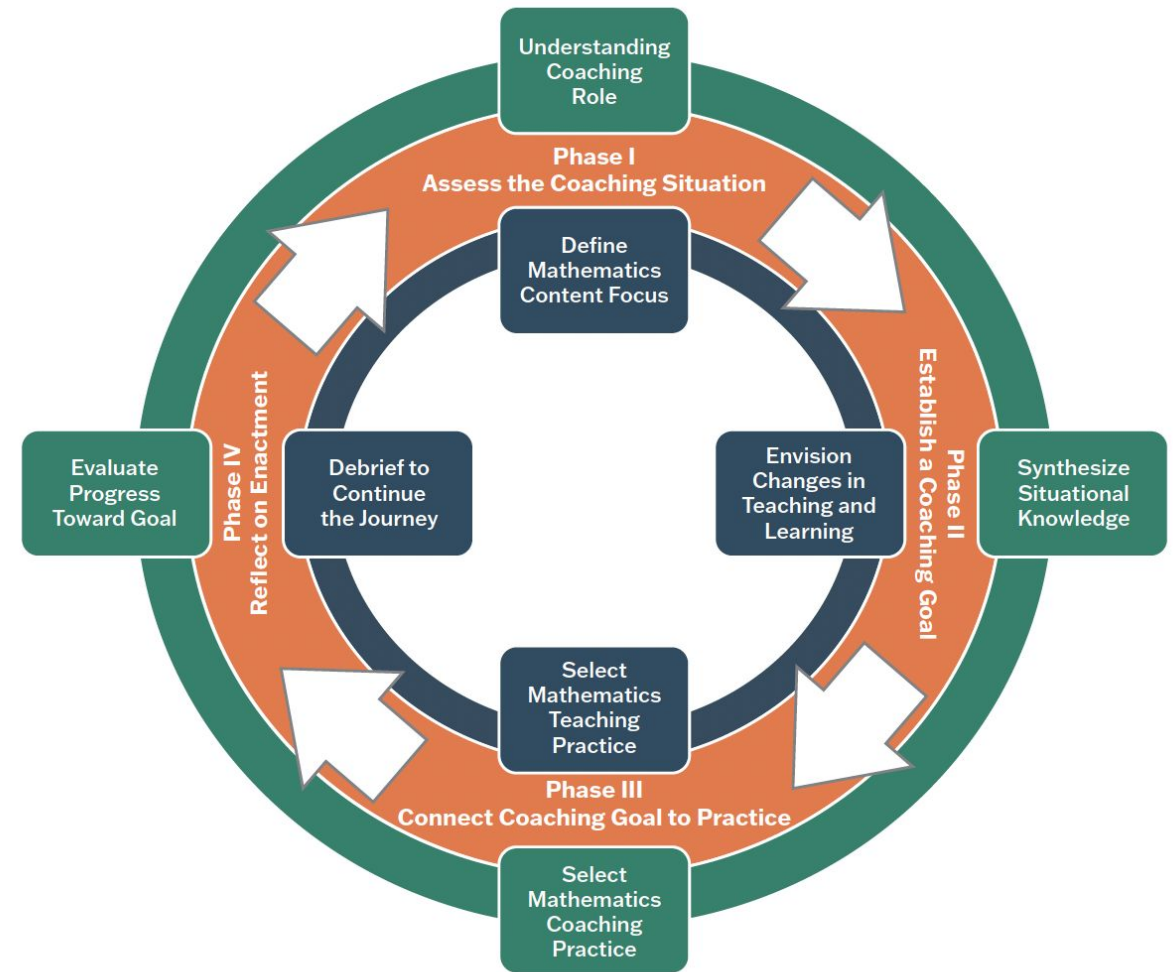 Understanding
Coaching
Role
Phase I
Assess the Coaching Situation
Define
Mathematics
Content Focus
Phase II
Establish a Coaching Goal
Envision
Changes in
Teaching and
Learning
Synthesize
Situational
Knowledge
Select
Mathematics
Teaching
Practice
Phase III
Connect Coaching Goal to Practice
Select
Mathematics
Coaching
Practice
Phase IV
Reflect on Enactment
Debrief to
Continue
the Journey
Evaluate
Progress
Toward Goal